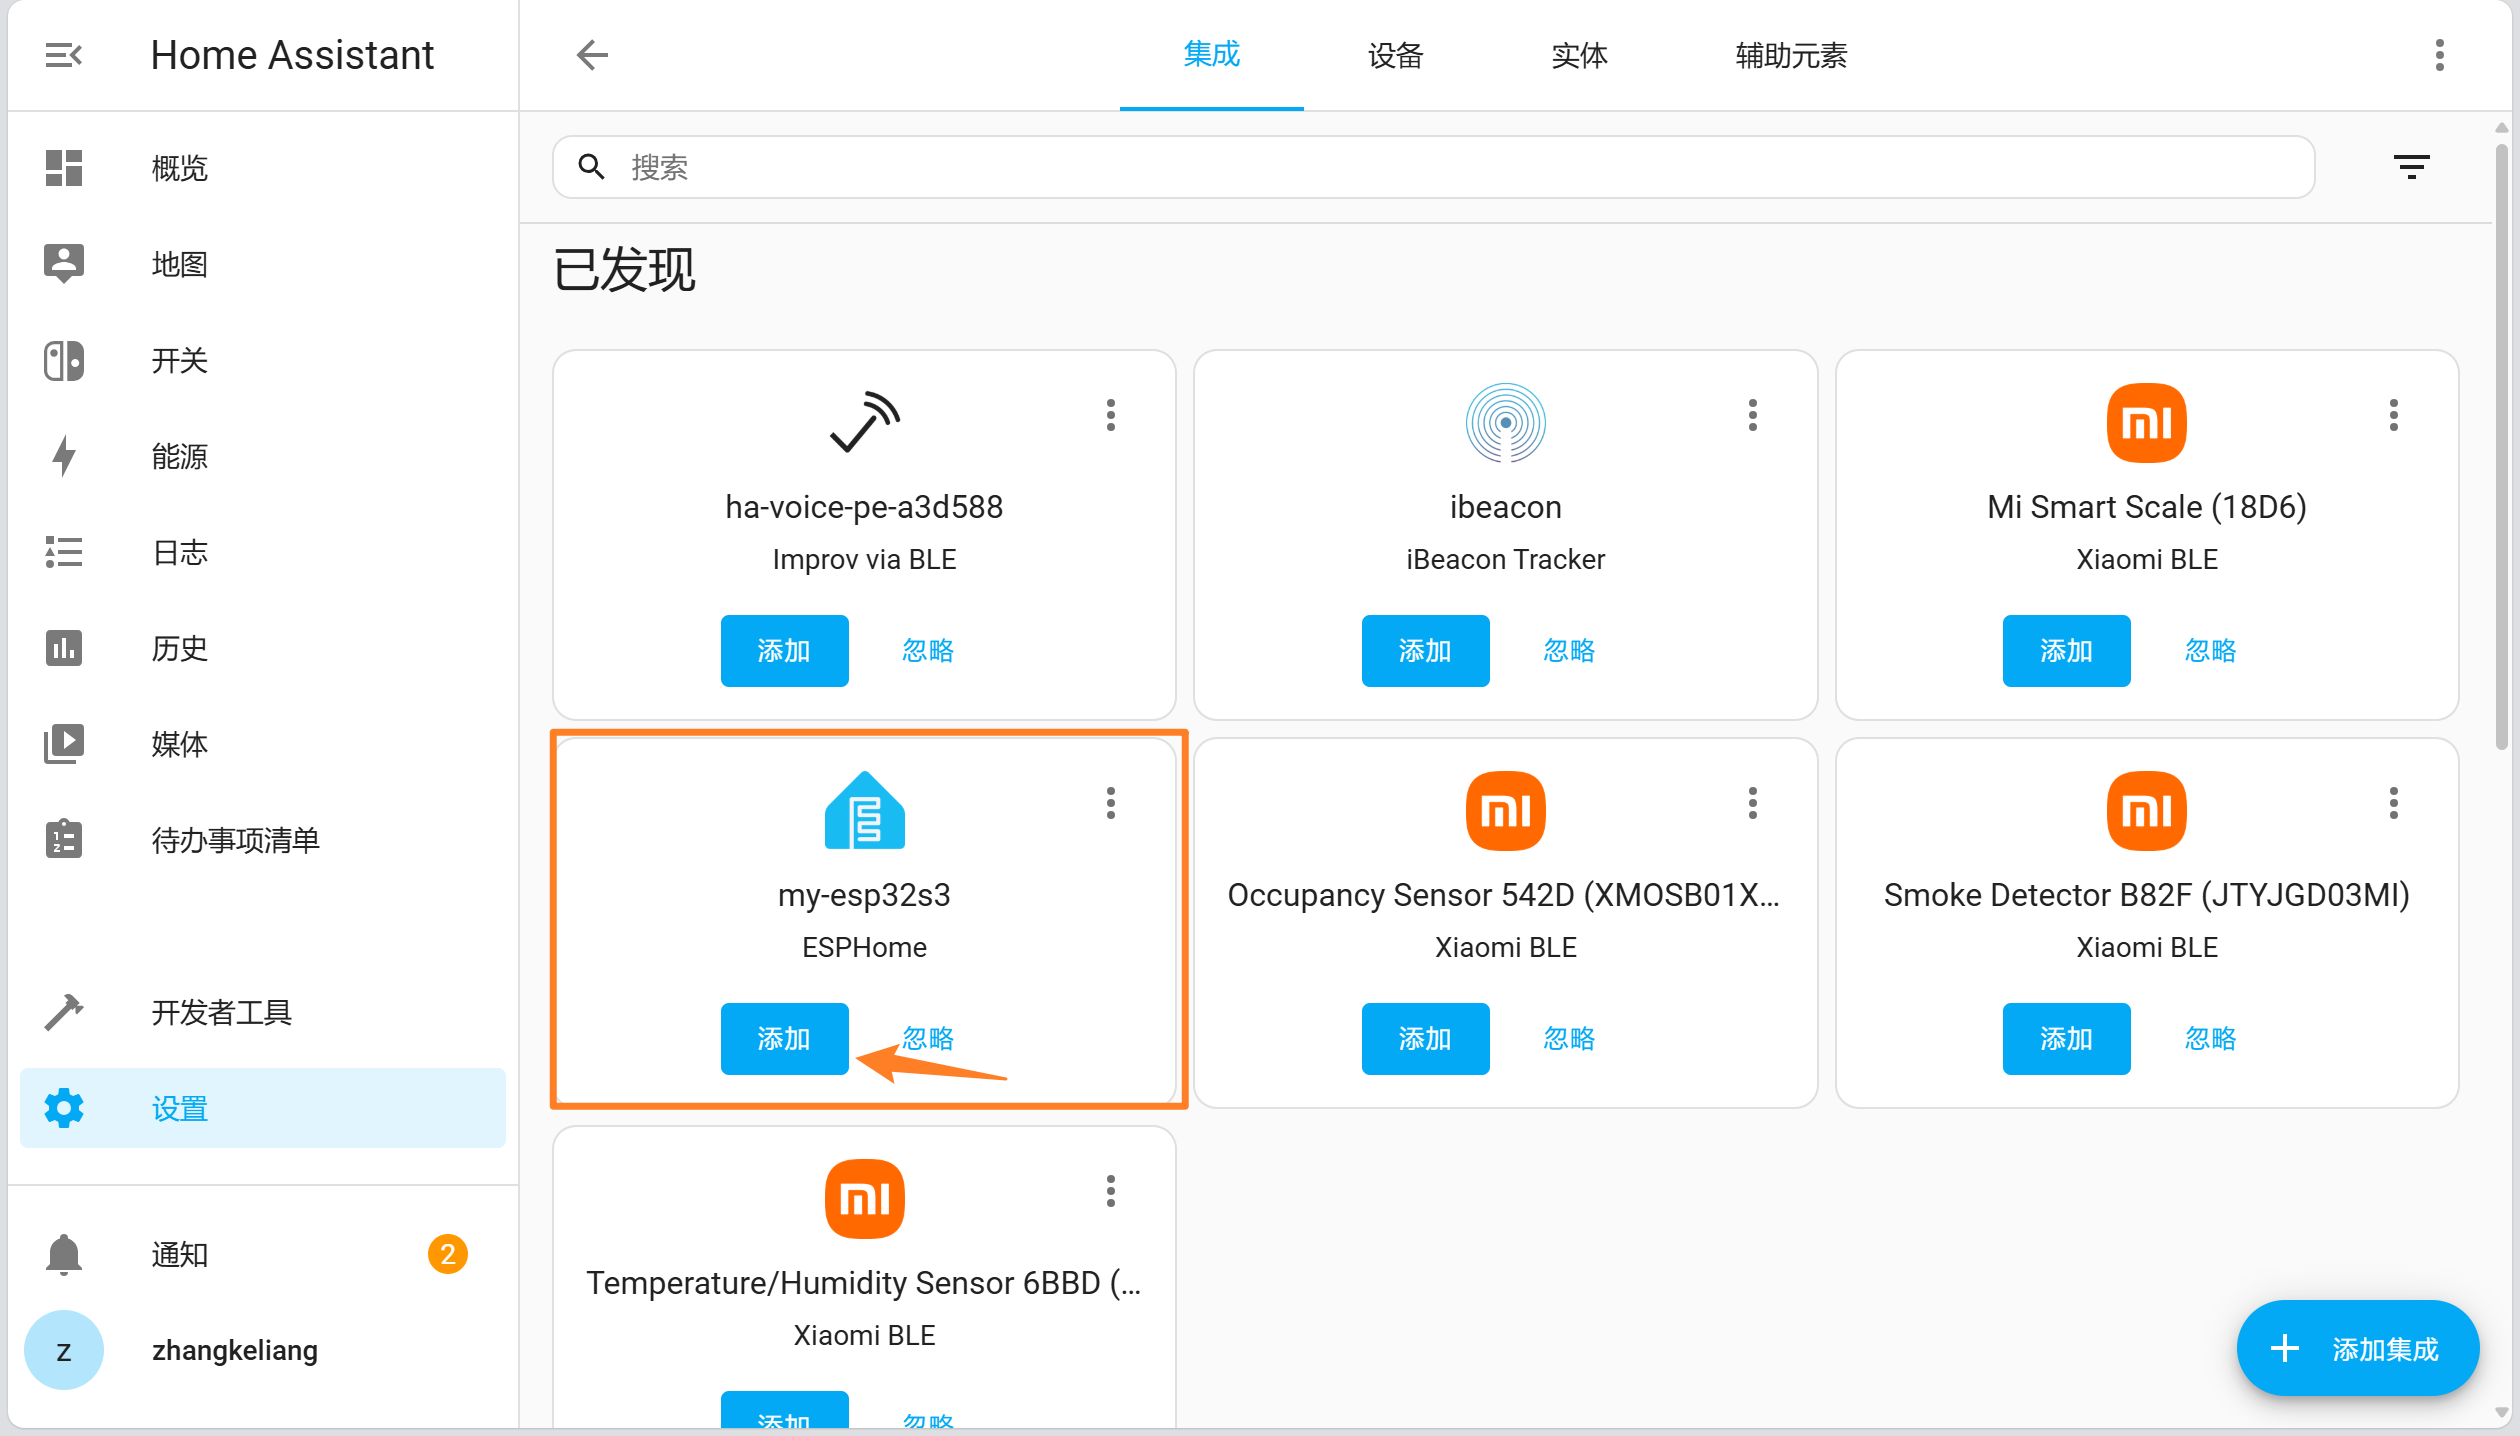 Home Assistant
集成
设备
实体
辅助元素
概览
地图
开关
能源
日志
历史
媒体
待办事项清单
开发者工具
设置
通知
2
z
zhangkeliang
搜索
已发现
ha-voice-pe-a3d588
Improv via BLE
添加
忽略
ibeacon
iBeacon Tracker
添加
忽略
Mi Smart Scale (18D6)
Xiaomi BLE
添加
忽略
my-esp32s3
ESPHome
添加
忽略
Occupancy Sensor 542D (XMOSB01X...
Xiaomi BLE
添加
忽略
Smoke Detector B82F (JTYJGD03MI)
Xiaomi BLE
添加
忽略
Temperature/Humidity Sensor 6BBD (...
Xiaomi BLE
添加
忽略
添加集成